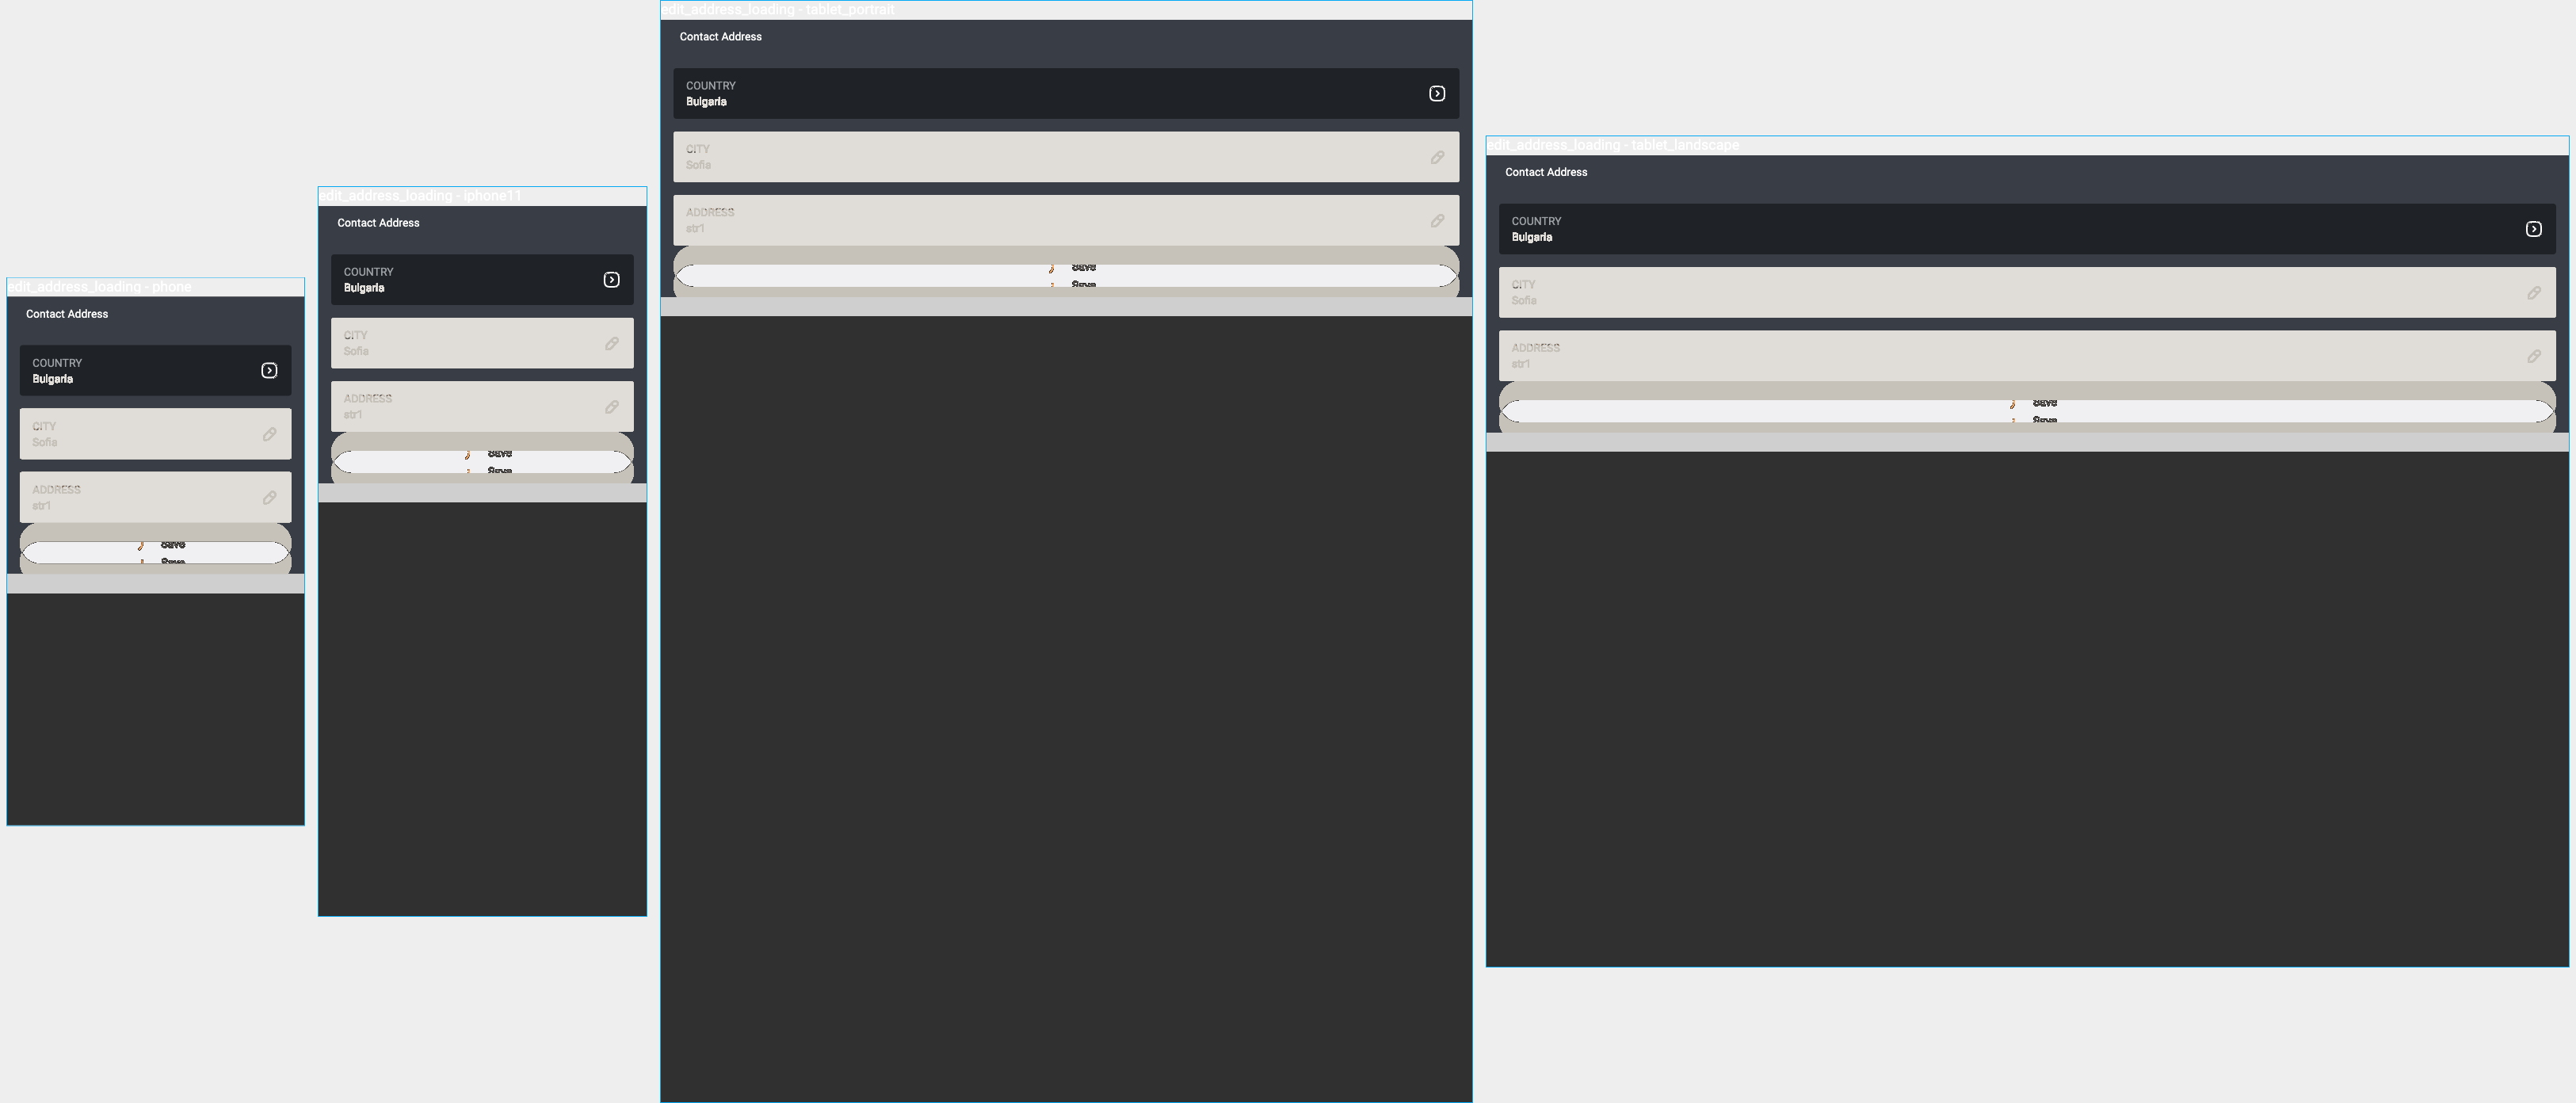 edit_address_loading - phone
Contact Address
COUNTRY
Bulgaria
CITY
Sofia
ADDRESS
str1
Save
Save
edit_address_loading - iphone11
Contact Address
COUNTRY
Bulgaria
CITY
Sofia
ADDRESS
str1
Save
Save
edit_address_loading - tablet_portrait
Contact Address
COUNTRY
Bulgaria
CITY
Sofia
ADDRESS
str1
Save
Save
edit_address_loading - tablet_landscape
Contact Address
COUNTRY
Bulgaria
CITY
Sofia
ADDRESS
str1
Save
Save